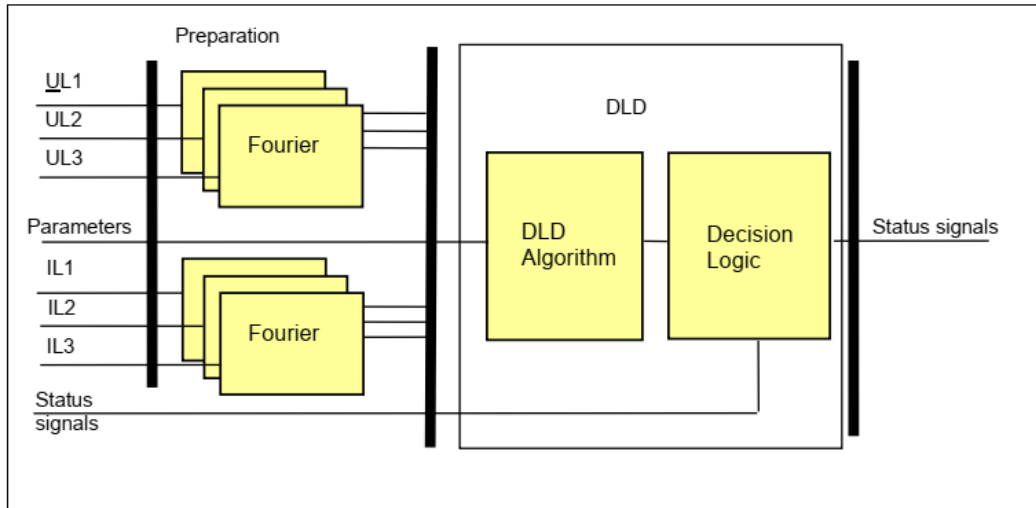 Preparation
UL1
UL2
UL3
Fourier
Parameters
IL1
IL2
IL3
Fourier
Status
signals
DLD
DLD
Algorithm
Decision
Logic
Status signals